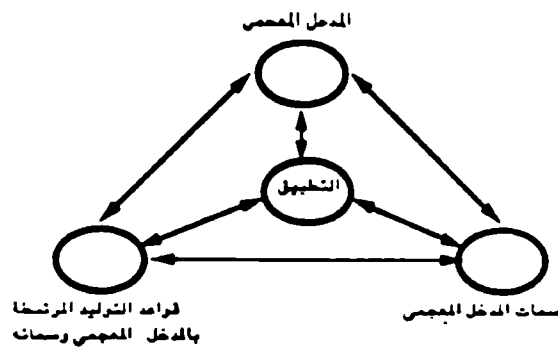 المدخل المعجمي
التطبيق
سمات المدخل المعجمي
قواعد التوليد المرتبطة
بالمدخل المعجمي وسماته